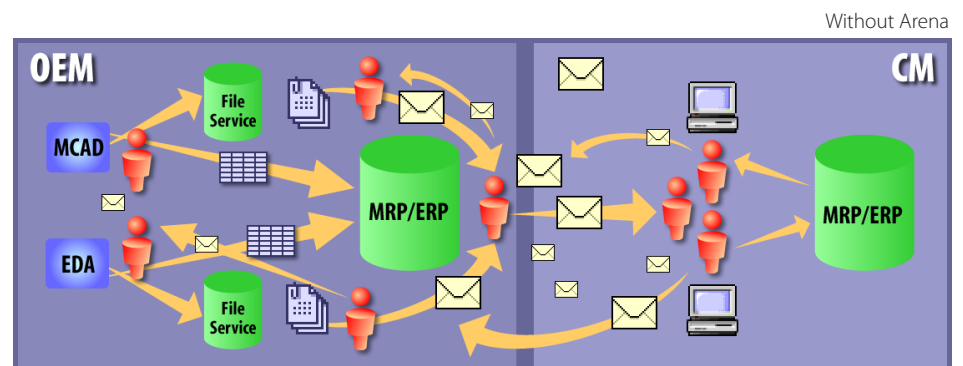 Without Arena
OEM
CM
File
Service
MCAD
MRP/ERP
MRP/ERP
EDA
File
Service